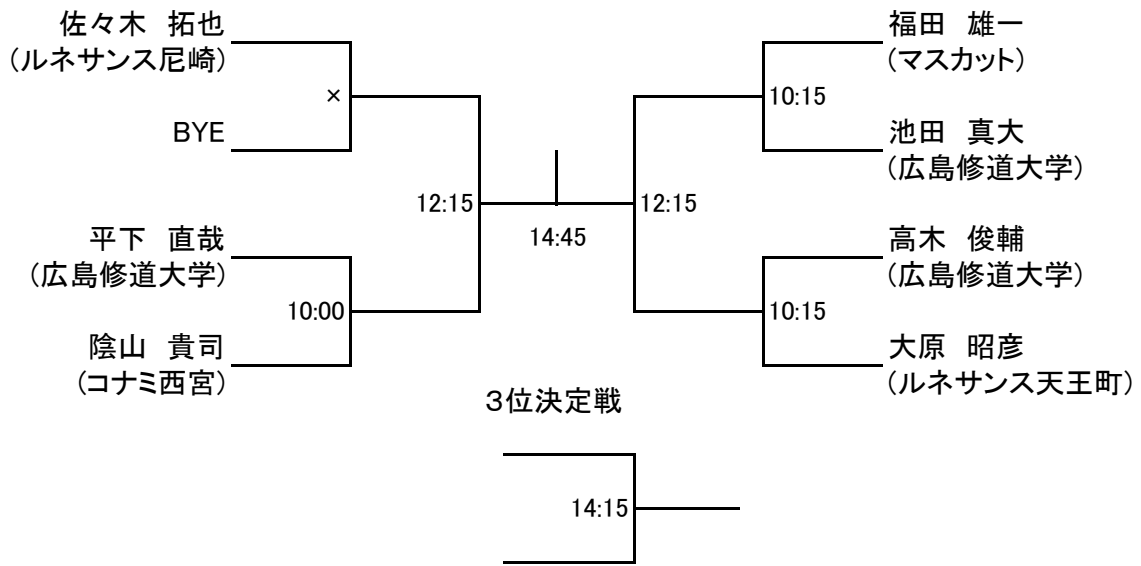 佐々木　拓也
（ルネサンス尼崎）
×
BYE
12:15
平下　直哉
（広島修道大学）
10:00
陰山　貴司
（コナミ西宮）
14:45
福田　雄一
（マスカット）
10:15
池田　真大
（広島修道大学）
12:15
高木　俊輔
（広島修道大学）
10:15
大原　昭彦
（ルネサンス天王町）
３位決定戦
14:15